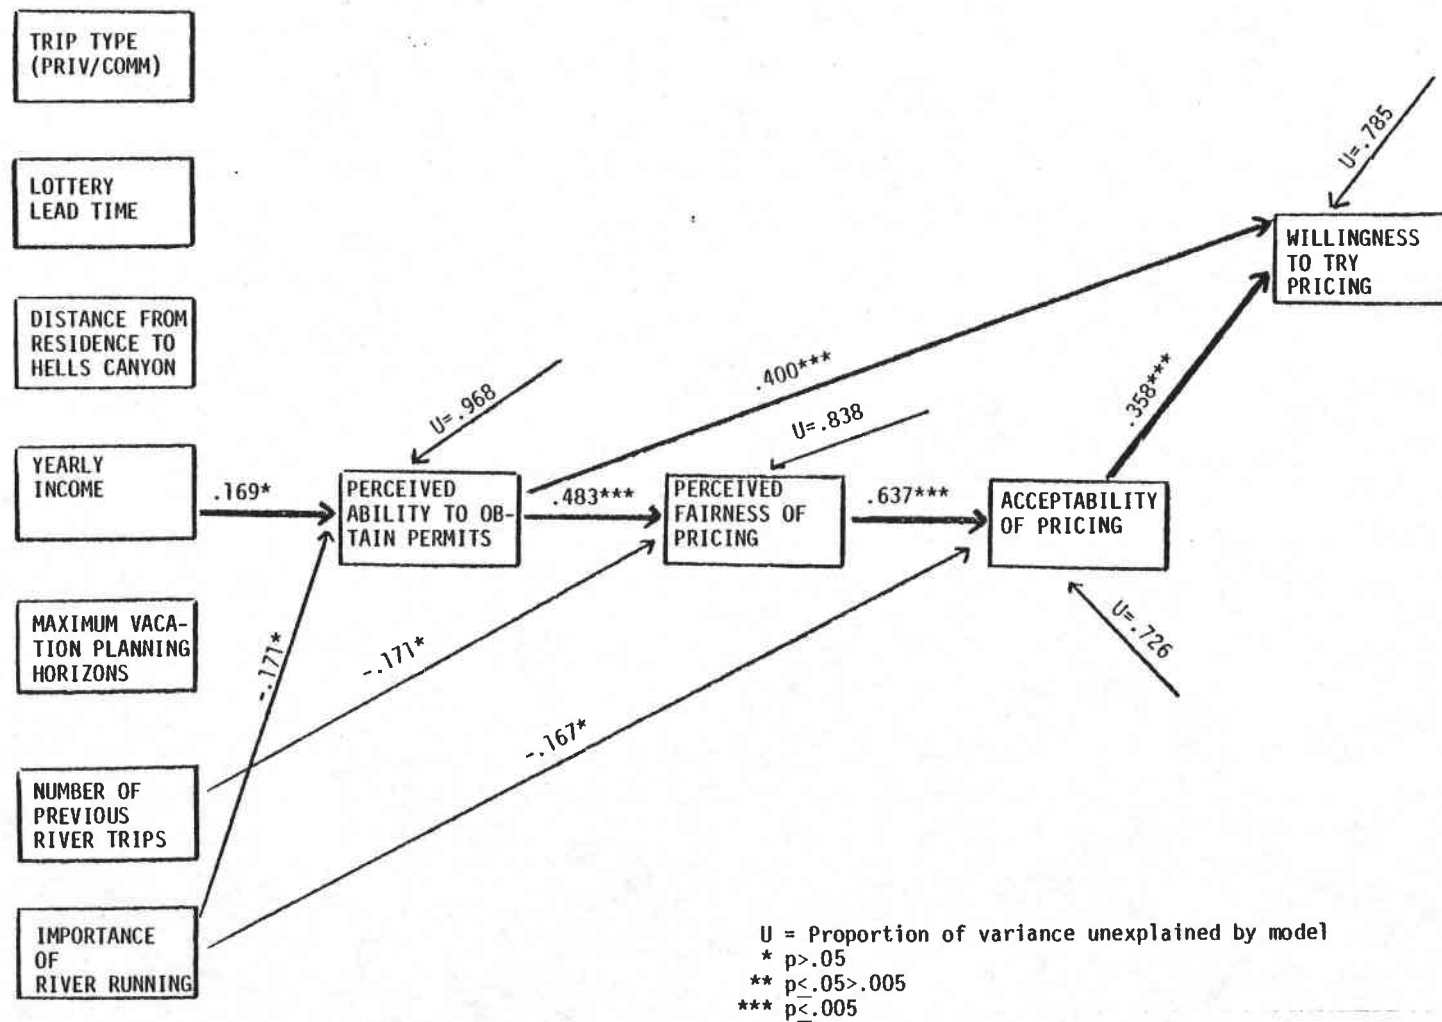 TRIP TYPE
(PRIV/COMM)
LOTTERY
LEAD TIME
DISTANCE FROM
RESIDENCE TO
HELLS CANYON
YEARLY
INCOME
MAXIMUM VACA-
TION PLANNING
HORIZONS
NUMBER OF
PREVIOUS
RIVER TRIPS
IMPORTANCE
OF
RIVER RUNNING
.169*
-.171*
-.171*
-.167*
U=.968
PERCEIVED
ABILITY TO OB-
TAIN PERMITS
.400***
.483***
U=.838
PERCEIVED
FAIRNESS OF
PRICING
.637***
ACCEPTABILITY
OF PRICING
U=.726
.358***
U=.785
WILLINGNESS
TO TRY
PRICING
U = Proportion of variance unexplained by model
* p>.05
** p≤.05>.005
*** p≤.005